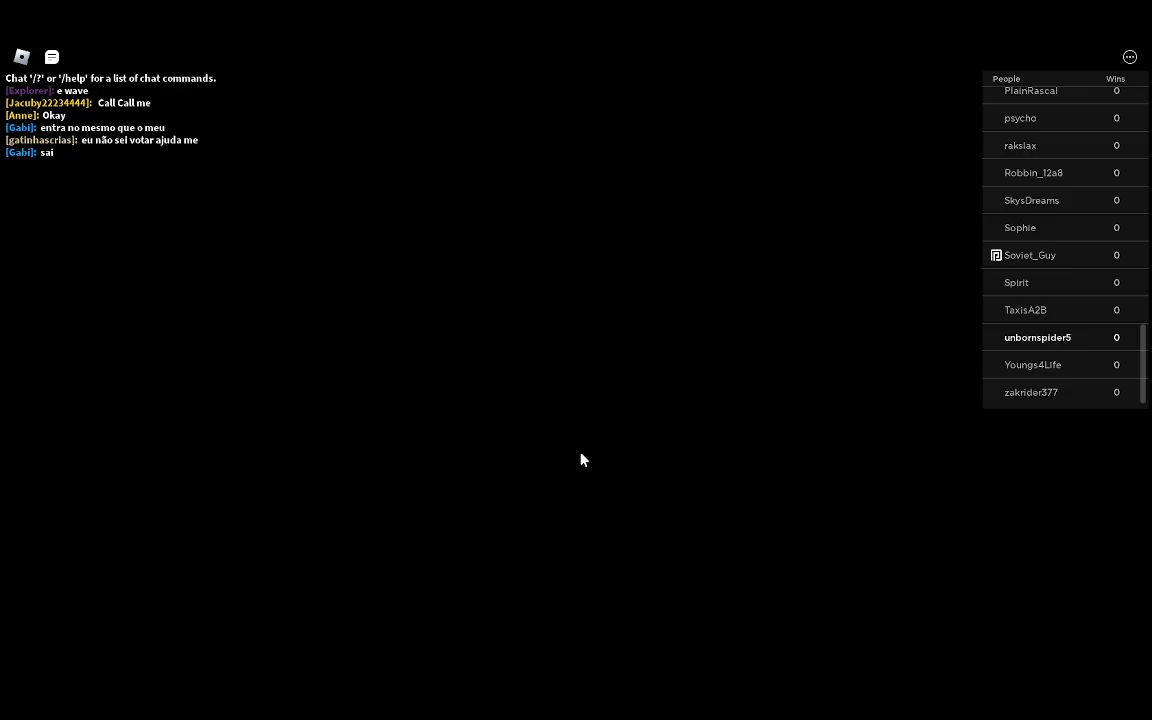 Chat '/?' or '/help' for a list of chat commands.
[Explorer]: e wave
[Jacuby22234444]: Call Call me
[Anne]: Okay
[Gabi]: entra no mesmo que o meu
[gatinhascrias]: eu não sei votar ajuda me
[Gabi]: sai
People Wins
PlainRascal 0
psycho 0
rakslax 0
Robbin_12a8 0
SkysDreams 0
Sophie 0
Soviet_Guy 0
Spirit 0
TaxisA2B 0
unbornspider5 0
Youngs4Life 0
zakrider377 0